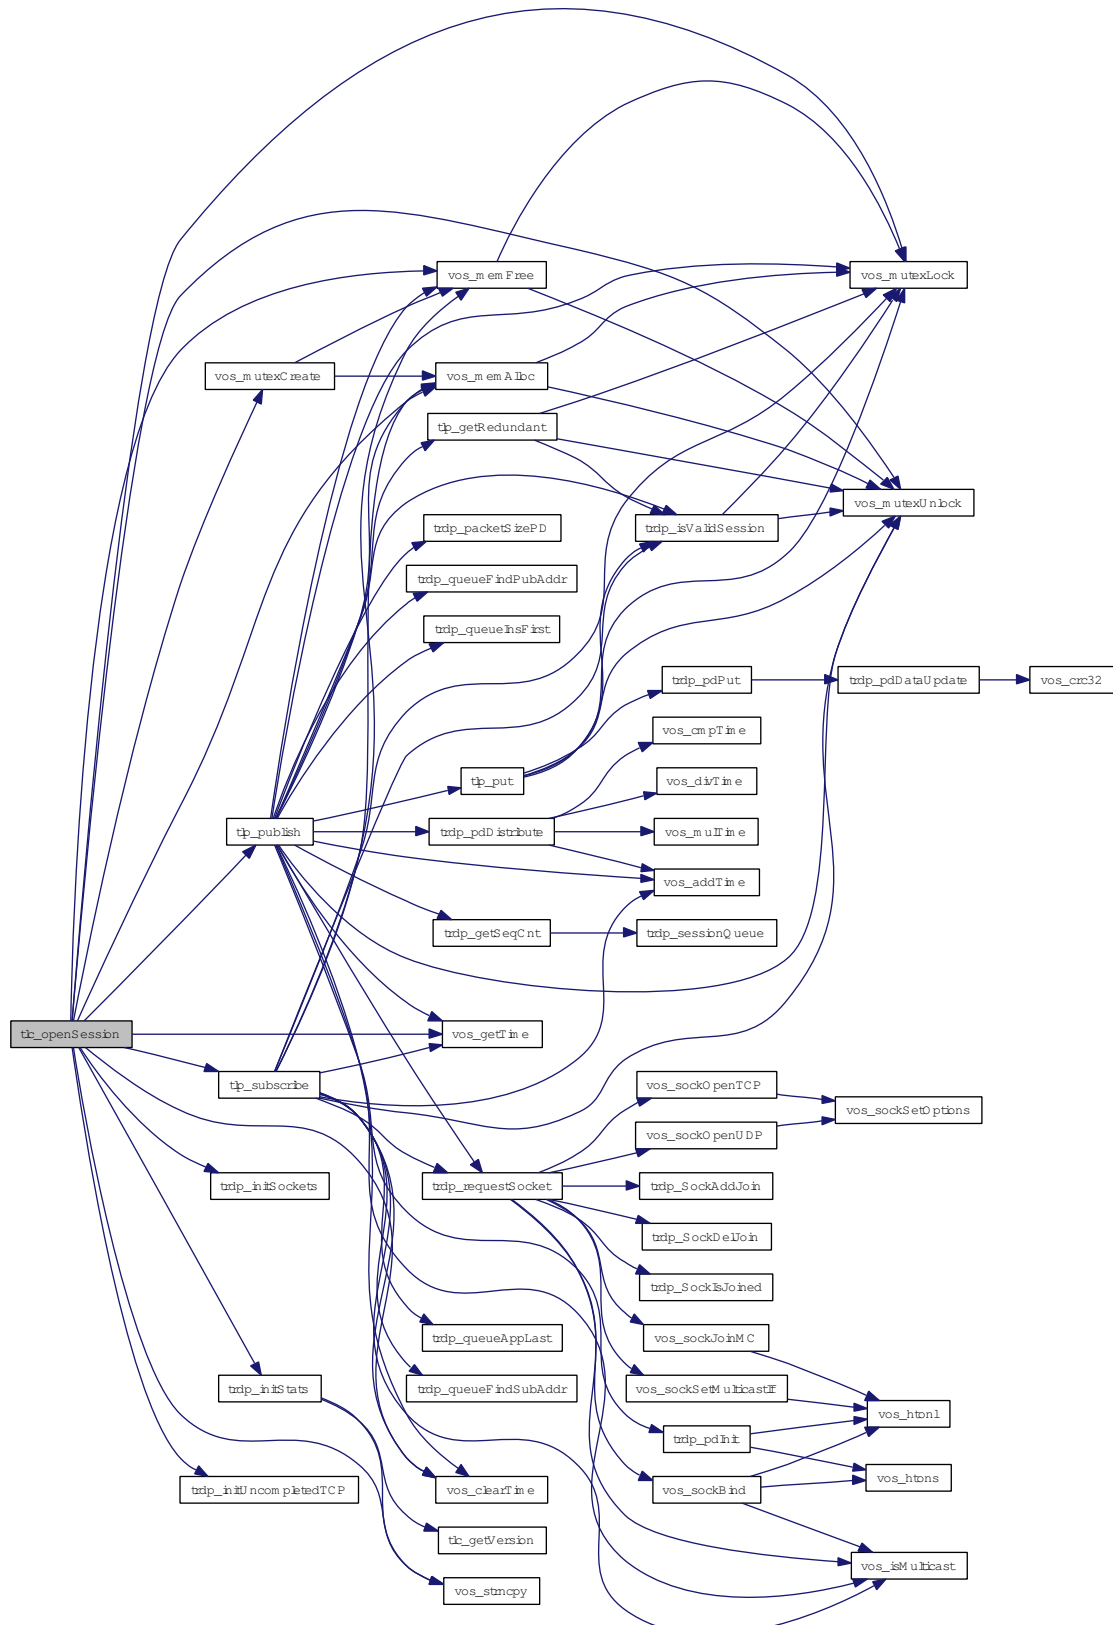 vos_memFree
vos_mutexLock
vos_mutexCreate
vos_memAlloc
tlp_getRedundant
vos_mutexUnlock
trdp_packetSizePD
trdp_isValidSession
trdp_queueFindPubAddr
trdp_queueInsFirst
trdp_pdPut
trdp_pdDataUpdate
vos_crc32
vos_cmpTime
tlp_put
vos_divTime
tlp_publish
trdp_pdDistribute
vos_mulTime
vos_addTime
trdp_getSeqCnt
trdp_sessionQueue
tlc_openSession
vos_getTime
tlp_subscribe
vos_sockOpenTCP
vos_sockSetOptions
vos_sockOpenUDP
trdp_initSockets
trdp_requestSocket
trdp_SockAddJoin
trdp_SockDelJoin
trdp_SockIsJoined
trdp_queueAppLast
vos_sockJoinMC
trdp_initStats
trdp_queueFindSubAddr
vos_sockSetMulticastIf
vos_htonl
trdp_pdInit
trdp_initUncompletedTCP
vos_clearTime
vos_sockBind
vos_htons
tlc_getVersion
vos_isMulticast
vos_strncpy